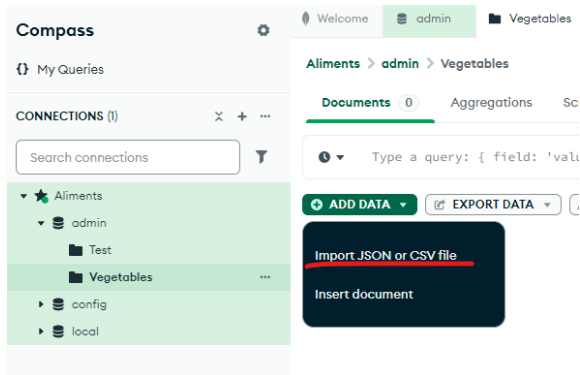 Compass
{} My Queries
CONNECTIONS (1)
Search connections
Aliments
admin
Test
Vegetables
config
local
Welcome
admin
Vegetables
Aliments > admin > Vegetables
Documents 0
Aggregations
Sc
Type a query: { field: 'valu
ADD DATA
EXPORT DATA
Import JSON or CSV file
Insert document